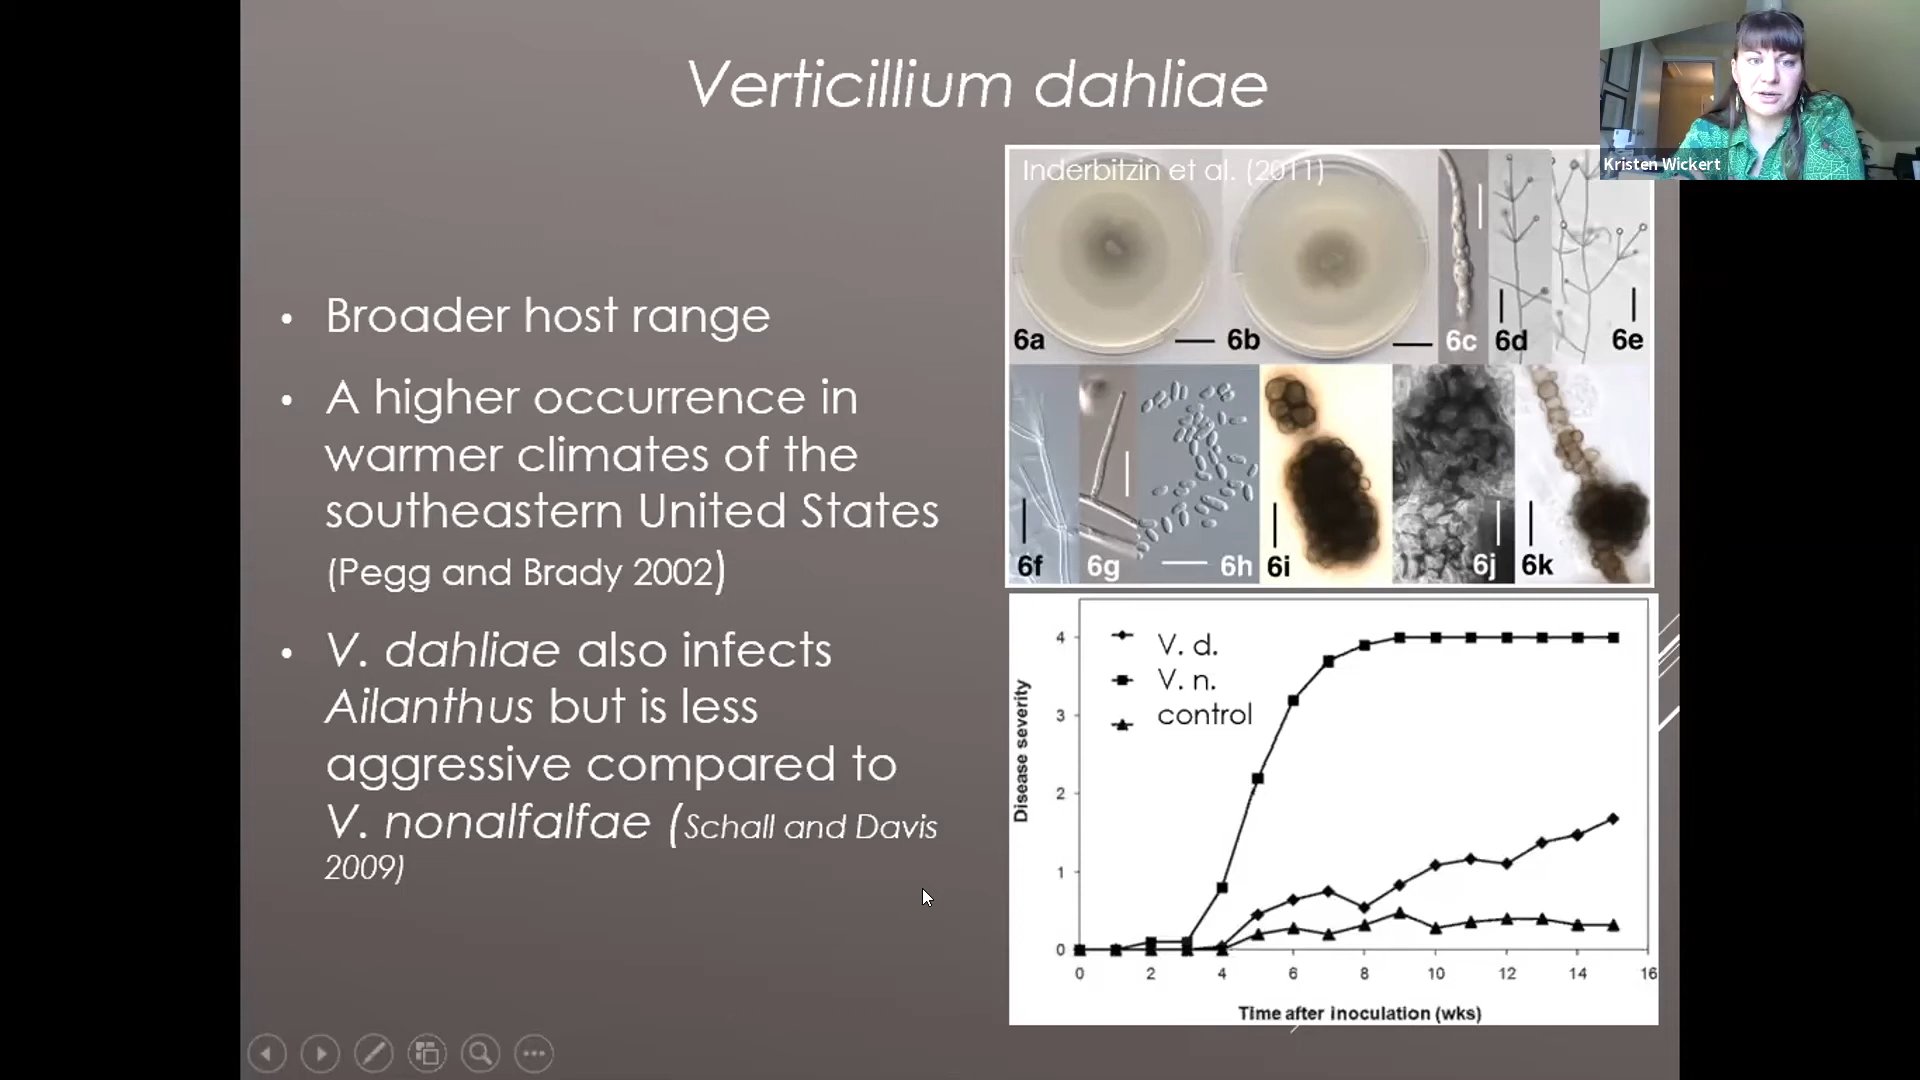 Verticillium dahliae
Kristen Wickert
• Broader host range
• A higher occurrence in
warmer climates of the
southeastern United States
(Pegg and Brady 2002)
• V. dahliae also infects
Ailanthus but is less
aggressive compared to
V. nonalfalfae (Schall and Davis
2009)
Inderbitzin et al. (2011)
6a 6b 6c 6d 6e
6f 6g 6h 6i 6j 6k
V. d.
V. n.
control
Disease severity
4
3
2
1
0
0 2 4 6 8 10 12 14 16
Time after inoculation (wks)